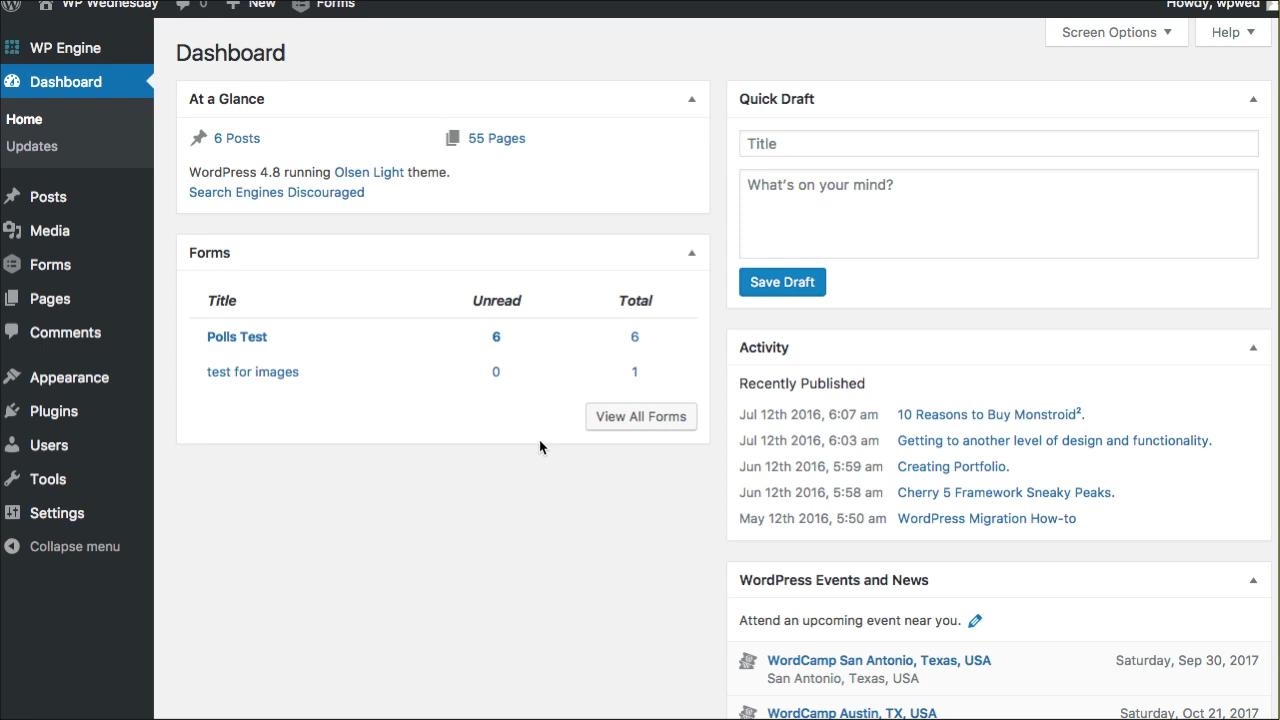 WP Wednesday 0 New Forms Howdy, wpwed
WP Engine
Dashboard
Home
Updates
Posts
Media
Forms
Pages
Comments
Appearance
Plugins
Users
Tools
Settings
Collapse menu
Screen Options Help
Dashboard
At a Glance
6 Posts 55 Pages
WordPress 4.8 running Olsen Light theme.
Search Engines Discouraged
Forms
Title Unread Total
Polls Test 6 6
test for images 0 1
View All Forms
Quick Draft
Title
What's on your mind?
Save Draft
Activity
Recently Published
Jul 12th 2016, 6:07 am 10 Reasons to Buy Monstroid².
Jul 12th 2016, 6:03 am Getting to another level of design and functionality.
Jun 12th 2016, 5:59 am Creating Portfolio.
Jun 12th 2016, 5:58 am Cherry 5 Framework Sneaky Peaks.
May 12th 2016, 5:50 am WordPress Migration How-to
WordPress Events and News
Attend an upcoming event near you.
WordCamp San Antonio, Texas, USA Saturday, Sep 30, 2017
San Antonio, Texas, USA
WordCamp Austin, TX, USA Saturday, Oct 21, 2017